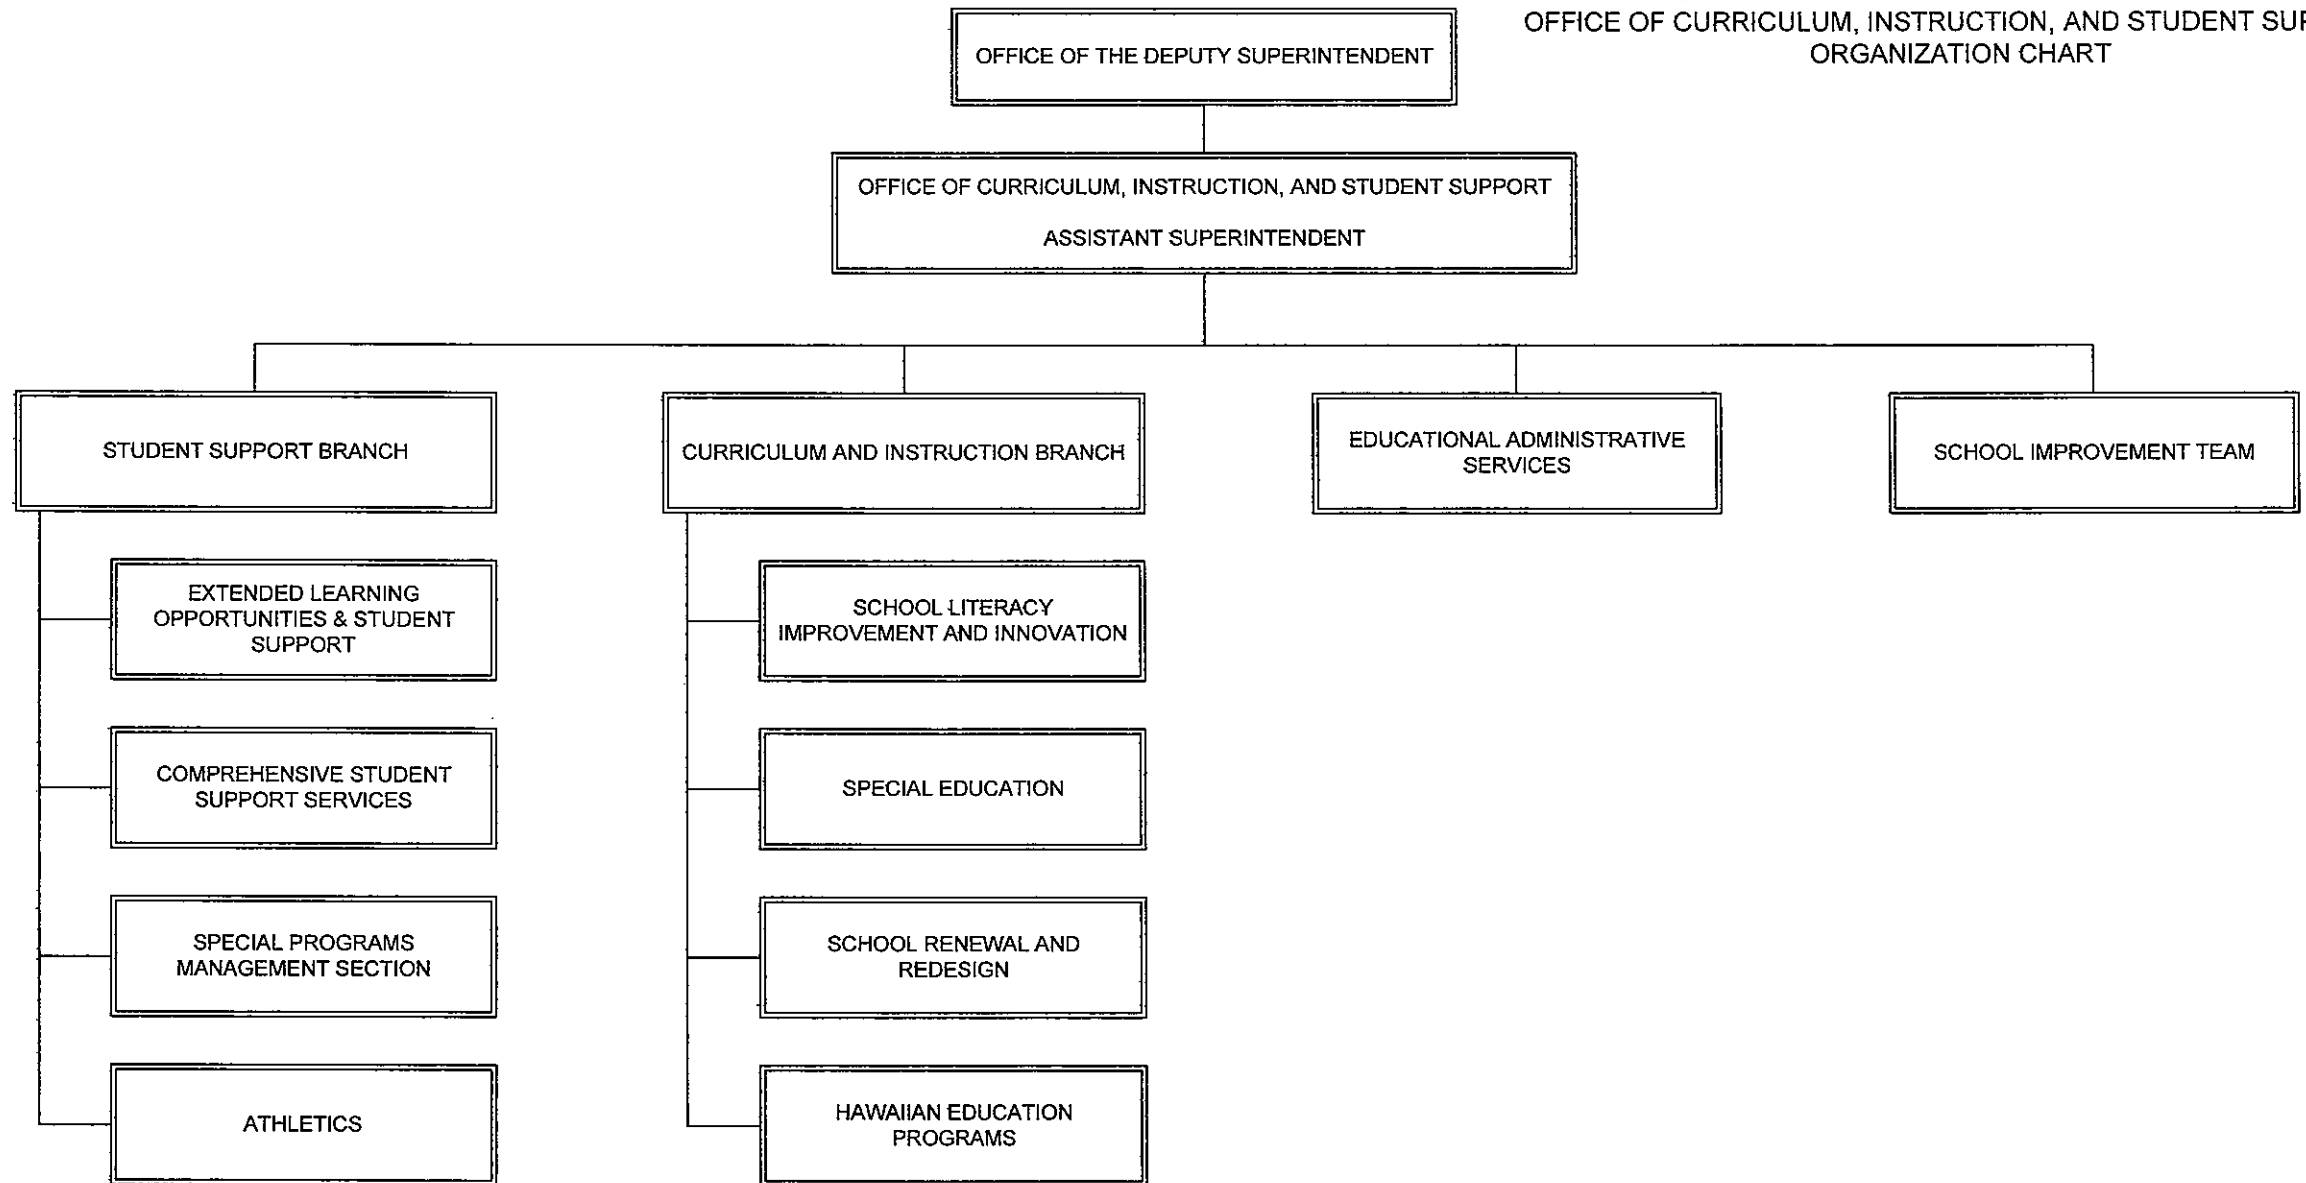 OFFICE OF CURRICULUM, INSTRUCTION, AND STUDENT
ORGANIZATION CHART
OFFICE OF THE DEPUTY SUPERINTENDENT
OFFICE OF CURRICULUM, INSTRUCTION, AND STUDENT SUPPORT
ASSISTANT SUPERINTENDENT
STUDENT SUPPORT BRANCH
CURRICULUM AND INSTRUCTION BRANCH
EDUCATIONAL ADMINISTRATIVE
SERVICES
SCHOOL IMPROVEMENT TEAM
EXTENDED LEARNING
OPPORTUNITIES & STUDENT
SUPPORT
COMPREHENSIVE STUDENT
SUPPORT SERVICES
SPECIAL PROGRAMS
MANAGEMENT SECTION
ATHLETICS
SCHOOL LITERACY
IMPROVEMENT AND INNOVATION
SPECIAL EDUCATION
SCHOOL RENEWAL AND
REDESIGN
HAWAIIAN EDUCATION
PROGRAMS